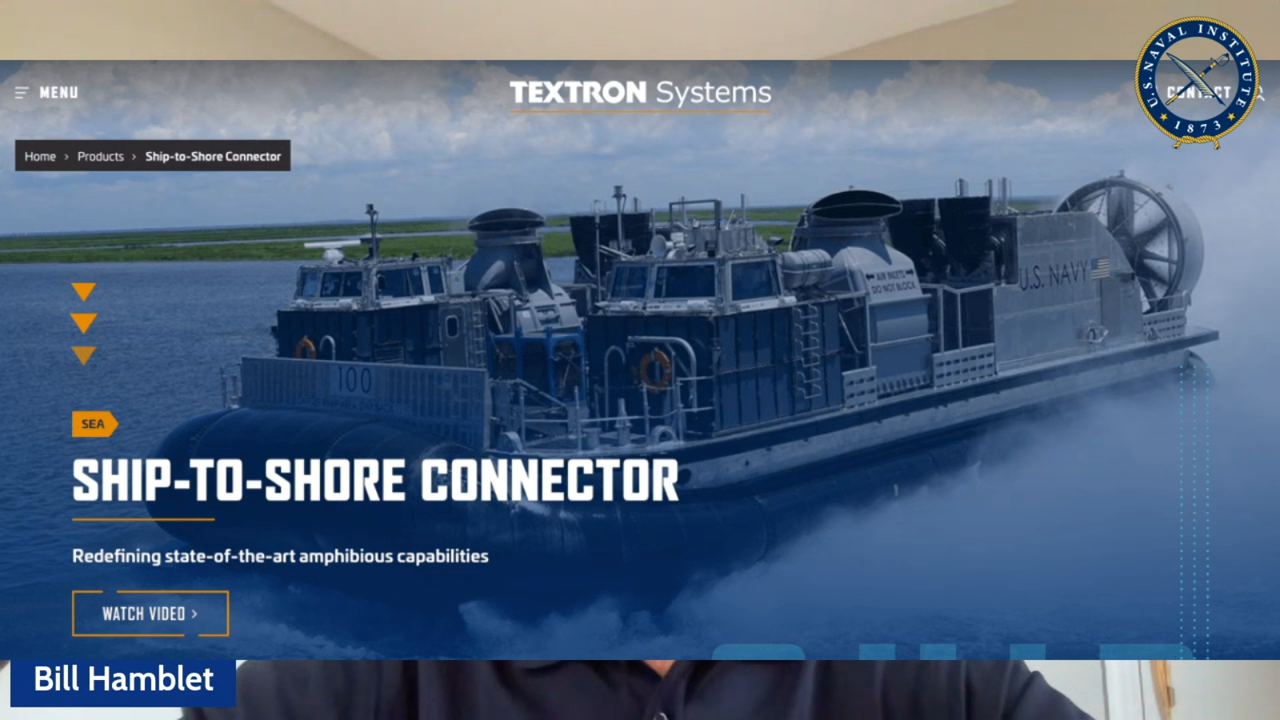 MENU
TEXTRON Systems
CONTACT
U.S. NAVAL INSTITUTE
1873
Home > Products > Ship-to-Shore Connector
AIR INLETS
DO NOT BLOCK
U.S. NAVY
100
SEA
SHIP-TO-SHORE CONNECTOR
Redefining state-of-the-art amphibious capabilities
WATCH VIDEO >
Bill Hamblet